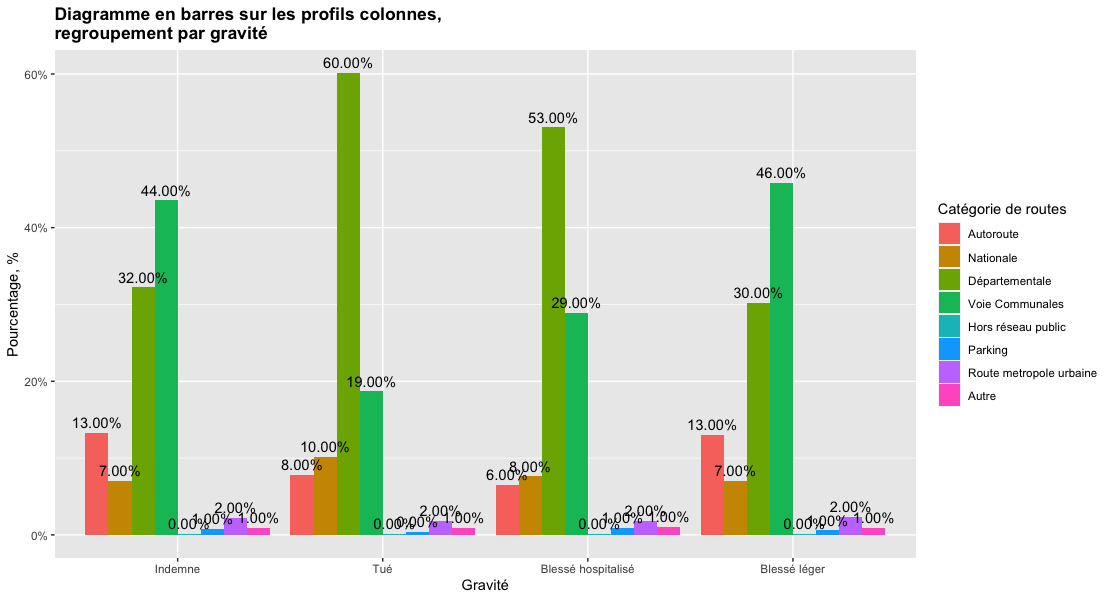 Diagramme en barres sur les profils colonnes,
regroupement par gravité
Pourcentage, %
60%
40%
20%
0%
13.00%
7.00%
32.00%
44.00%
0.00%
1.00%
2.00%
1.00%
8.00%
10.00%
60.00%
19.00%
0.00%
0.00%
2.00%
1.00%
6.00%
8.00%
53.00%
29.00%
0.00%
1.00%
2.00%
1.00%
13.00%
7.00%
30.00%
46.00%
0.00%
1.00%
2.00%
1.00%
Indemne
Tué
Blessé hospitalisé
Blessé léger
Gravité
Catégorie de routes
Autoroute
Nationale
Départementale
Voie Communales
Hors réseau public
Parking
Route metropole urbaine
Autre